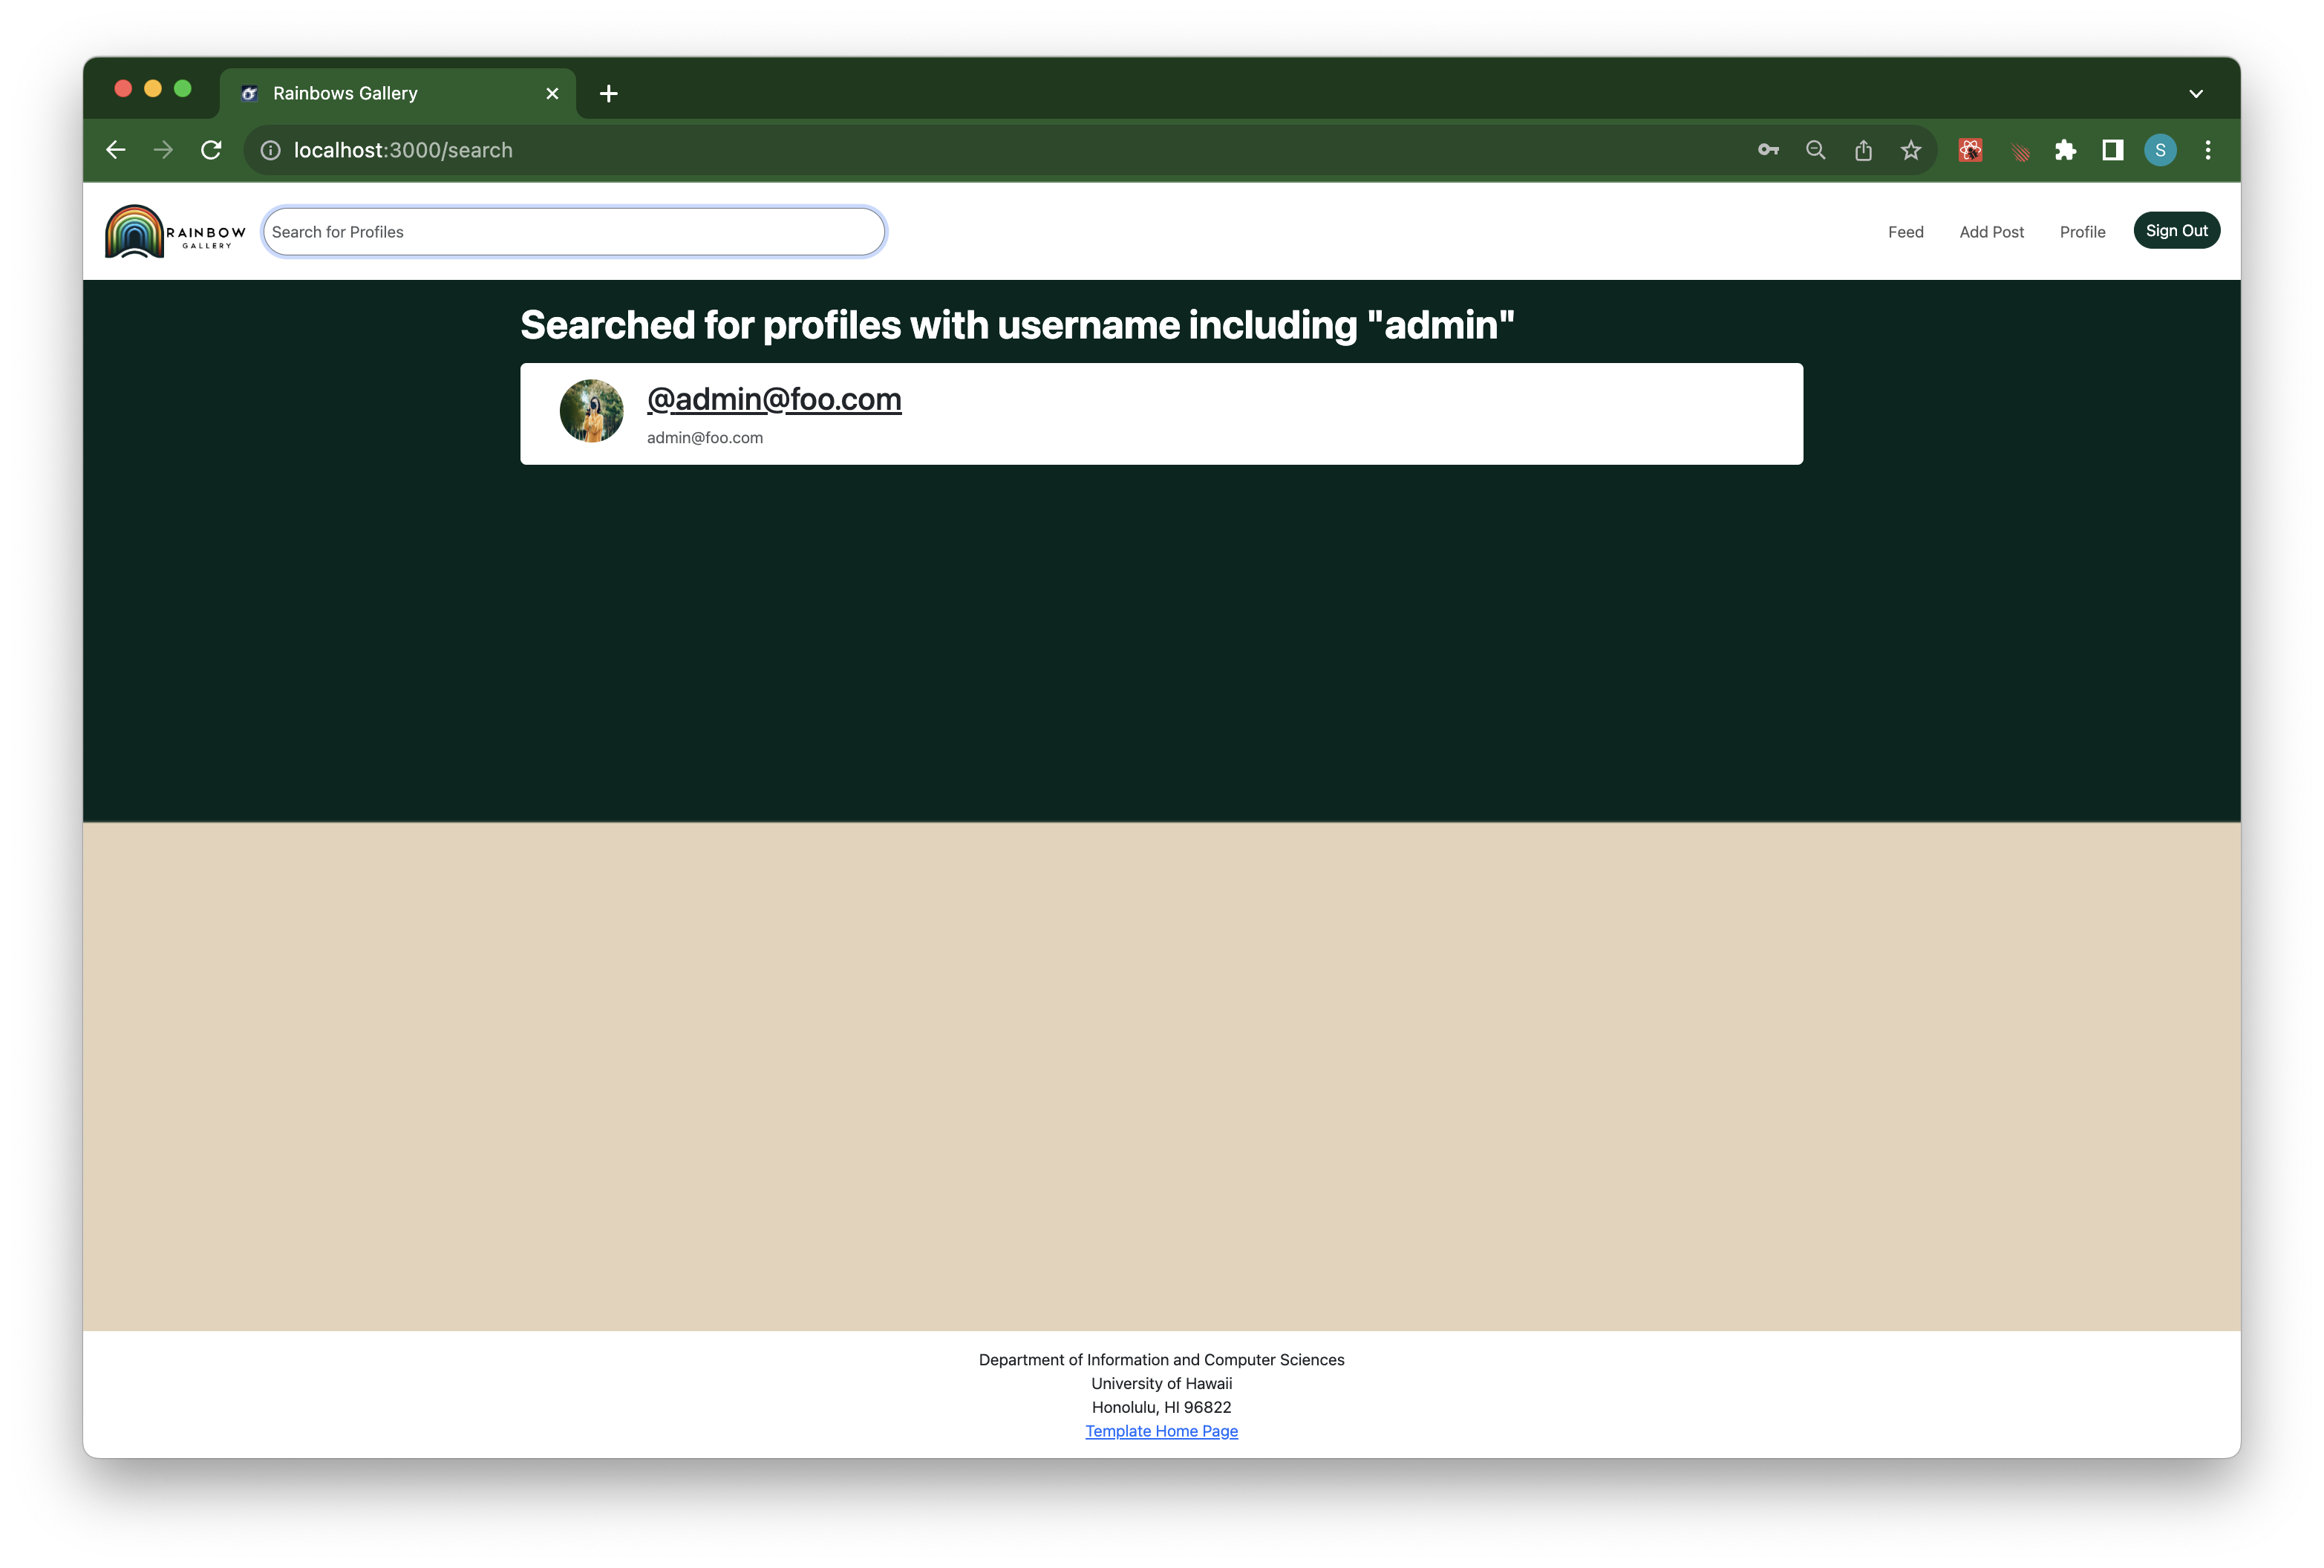 Rainbows Gallery
localhost:3000/search
S
RAINBOW
GALLERY
Search for Profiles
Feed
Add Post
Profile
Sign Out
Searched for profiles with username including "admin"
@admin@foo.com
admin@foo.com
Department of Information and Computer Sciences
University of Hawaii
Honolulu, HI 96822
Template Home Page